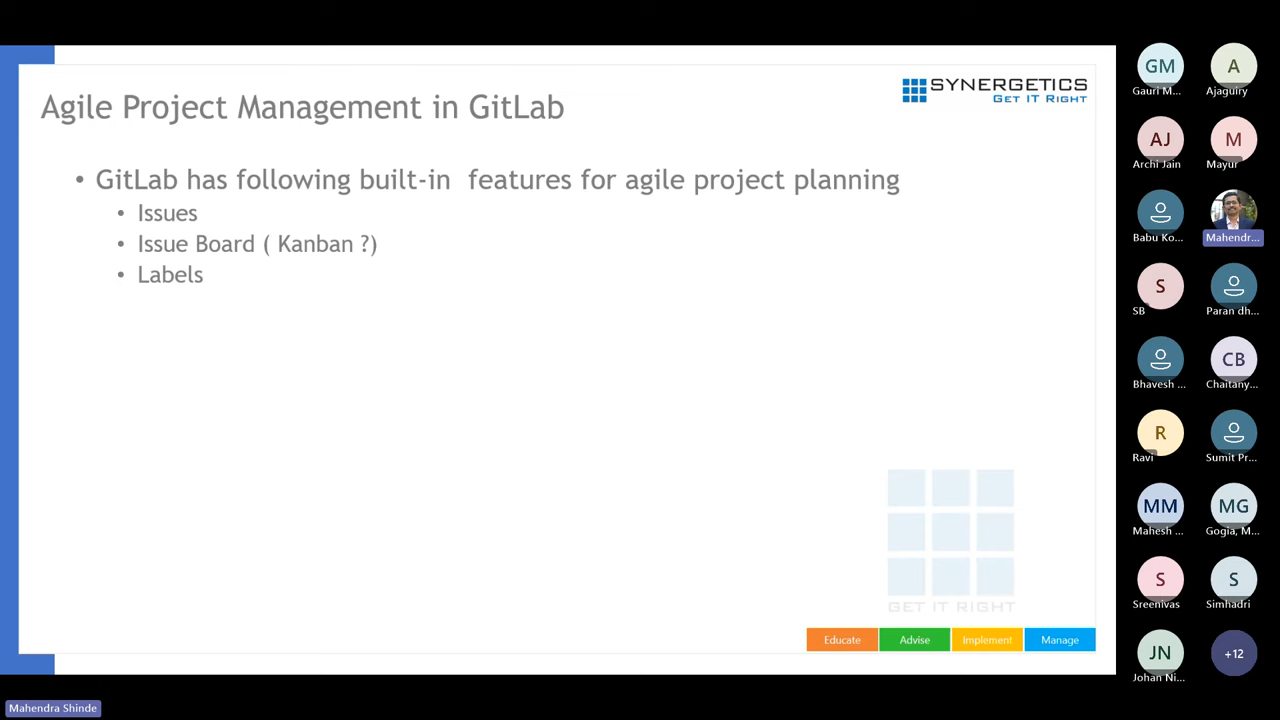 SYNERGETICS
GET IT RIGHT
Agile Project Management in GitLab
• GitLab has following built-in features for agile project planning
• Issues
• Issue Board ( Kanban ?)
• Labels
GET IT RIGHT
Educate
Advise
Implement
Manage
GM
A
Gauri M...
Ajaguiry
AJ
M
Archi Jain
Mayur
Babu Ko...
Mahendr...
S
SB
Paran dh...
CB
Bhavesh ...
Chaitany...
R
Ravi
Sumit Pr...
MM
MG
Mahesh ...
Gogia, M...
S
S
Sreenivas
Simhadri
JN
+12
Johan Ni...
Mahendra Shinde